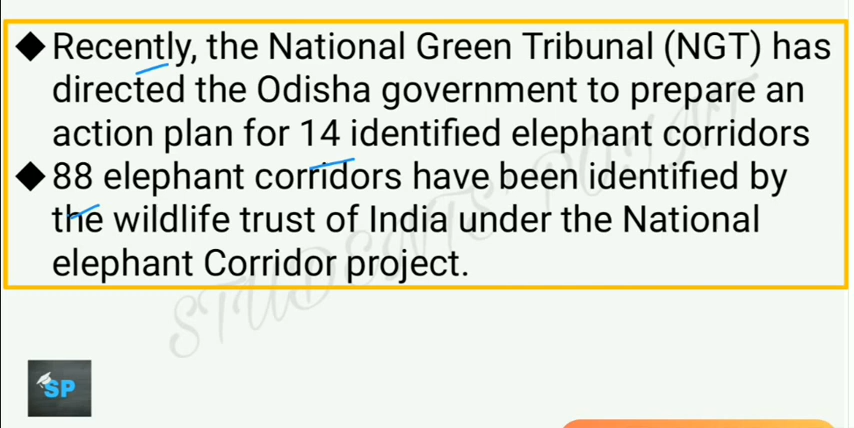 ◆ Recently, the National Green Tribunal (NGT) has
directed the Odisha government to prepare an
action plan for 14 identified elephant corridors
◆ 88 elephant corridors have been identified by
the wildlife trust of India under the National
elephant Corridor project.
STUDENTS POINT
SP